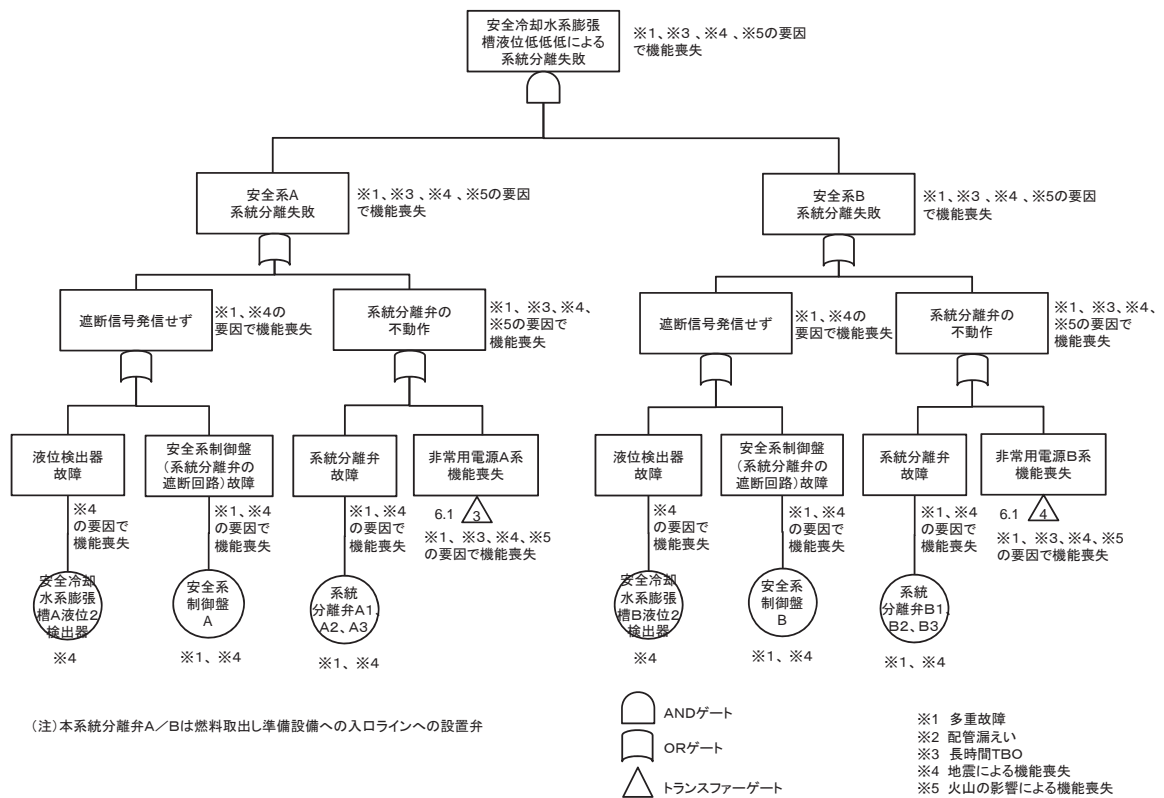 安全冷却水系膨張
槽液位低低低による
系統分離失敗
※1、※3 、※4 、※5の要因
で機能喪失
安全系A
系統分離失敗
※1、※3 、※4 、※5の要因
で機能喪失
安全系B
系統分離失敗
※1、※3 、※4 、※5の要因
で機能喪失
遮断信号発信せず
※1、※4の
要因で機能喪失
系統分離弁の
不動作
※1、※3、※4、
※5の要因で
機能喪失
遮断信号発信せず
※1、※4の
要因で機能喪失
系統分離弁の
不動作
※1、※3、※4、
※5の要因で
機能喪失
液位検出器
故障
安全系制御盤
(系統分離弁の
遮断回路)故障
系統分離弁
故障
非常用電源A系
機能喪失
液位検出器
故障
安全系制御盤
(系統分離弁の
遮断回路)故障
系統分離弁
故障
非常用電源B系
機能喪失
※4
の要因で
機能喪失
※1、※4
の要因で
機能喪失
※1、※4
の要因で
機能喪失
6.1 3
※1、※3、※4、※5
の要因で機能喪失
※4
の要因で
機能喪失
※1、※4
の要因で
機能喪失
※1、※4
の要因で
機能喪失
6.1 4
※1、※3、※4、※5
の要因で機能喪失
安全冷却
水系膨張
槽A液位2
検出器
※4
安全系
制御盤
A
※1、※4
系統
分離弁A1、
A2、A3
※1、※4
安全冷却
水系膨張
槽B液位2
検出器
※4
安全系
制御盤
B
※1、※4
系統
分離弁B1、
B2、B3
※1、※4
(注)本系統分離弁A/Bは燃料取出し準備設備への入口ラインへの設置弁
ANDゲート
ORゲート
トランスファーゲート
※1 多重故障
※2 配管漏えい
※3 長時間TBO
※4 地震による機能喪失
※5 火山の影響による機能喪失